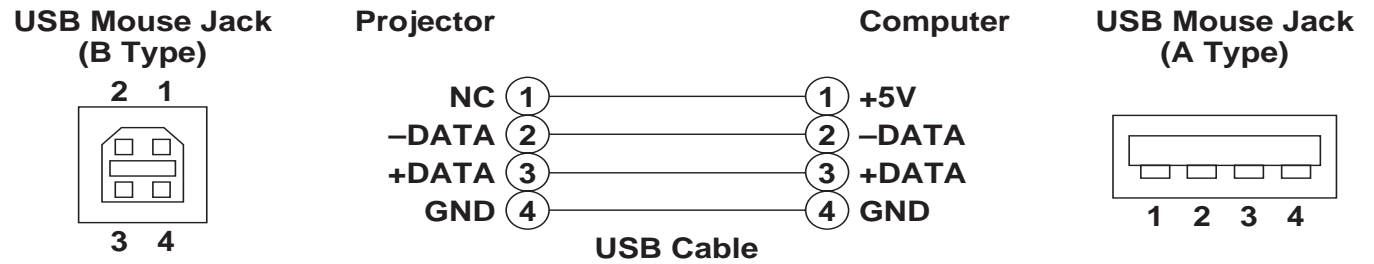 USB Mouse Jack
(B Type)
2 1
3 4
Projector
Computer
NC 1 1 +5V
–DATA 2 2 –DATA
+DATA 3 3 +DATA
GND 4 4 GND
USB Cable
USB Mouse Jack
(A Type)
1 2 3 4